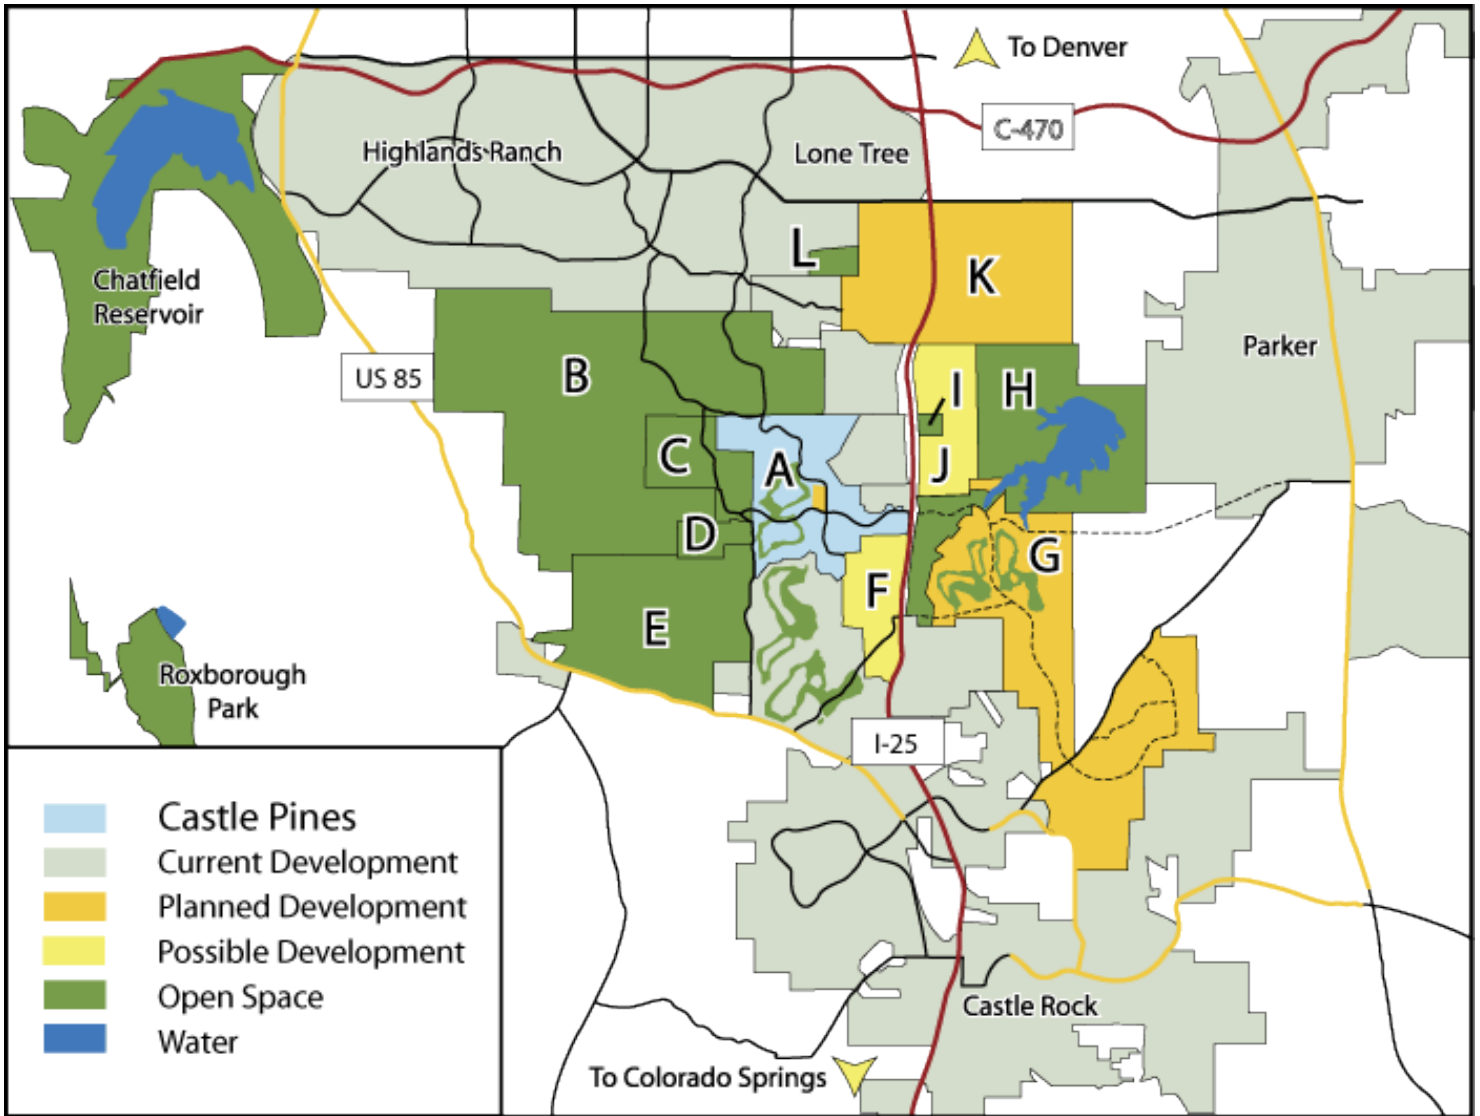 To Denver
C-470
Highlands Ranch
Lone Tree
L
K
Chatfield
Reservoir
Parker
US 85
B
I
H
C
A
J
D
G
F
E
Roxborough
Park
I-25
Castle Pines
Current Development
Planned Development
Possible Development
Open Space
Water
Castle Rock
To Colorado Springs